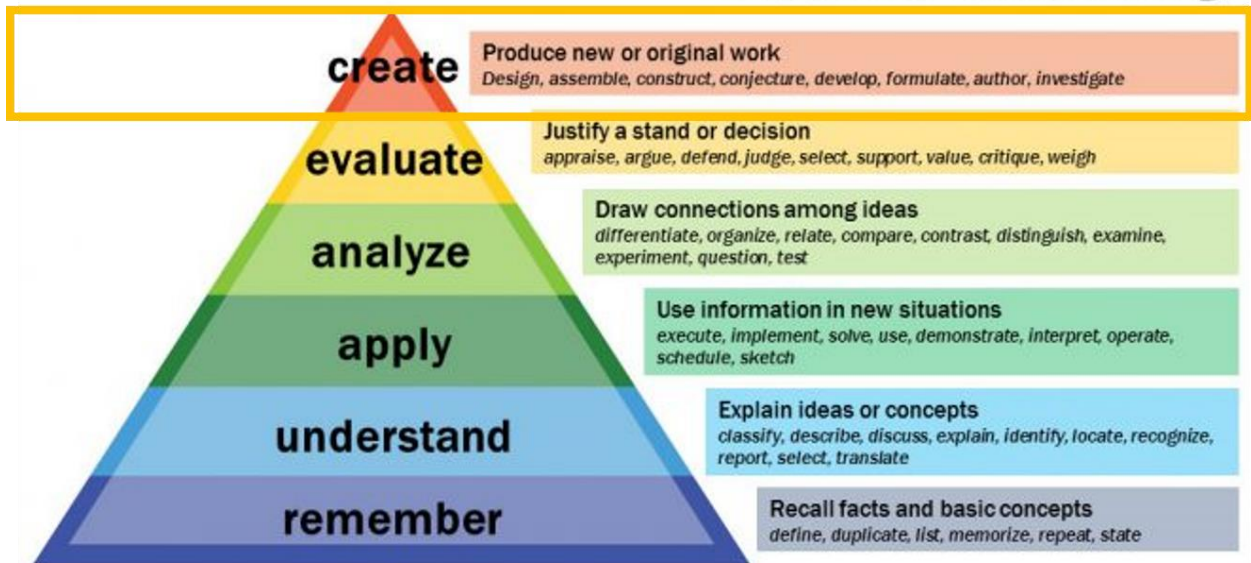 create
Produce new or original work
Design, assemble, construct, conjecture, develop, formulate, author, investigate
evaluate
Justify a stand or decision
appraise, argue, defend, judge, select, support, value, critique, weigh
analyze
Draw connections among ideas
differentiate, organize, relate, compare, contrast, distinguish, examine,
experiment, question, test
apply
Use information in new situations
execute, implement, solve, use, demonstrate, interpret, operate,
schedule, sketch
understand
Explain ideas or concepts
classify, describe, discuss, explain, identify, locate, recognize,
report, select, translate
remember
Recall facts and basic concepts
define, duplicate, list, memorize, repeat, state